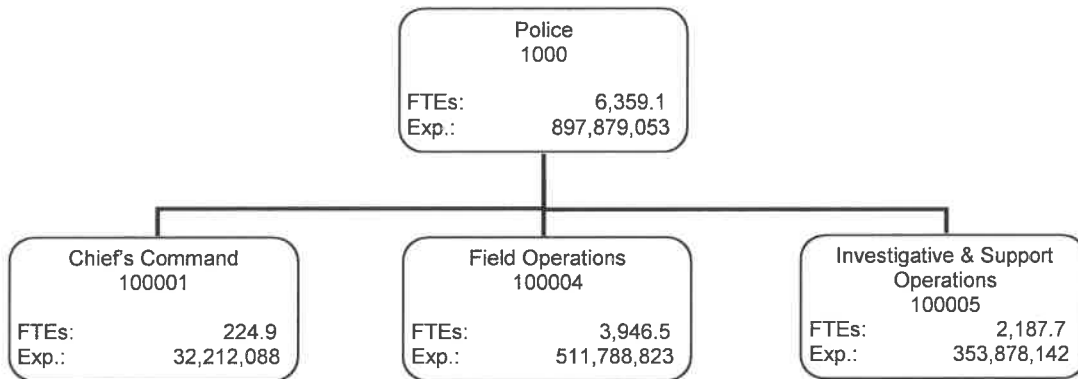 Police
1000
FTEs: 6,359.1
Exp.: 897,879,053
Chief's Command
100001
FTEs: 224.9
Exp.: 32,212,088
Field Operations
100004
FTEs: 3,946.5
Exp.: 511,788,823
Investigative & Support
Operations
100005
FTEs: 2,187.7
Exp.: 353,878,142